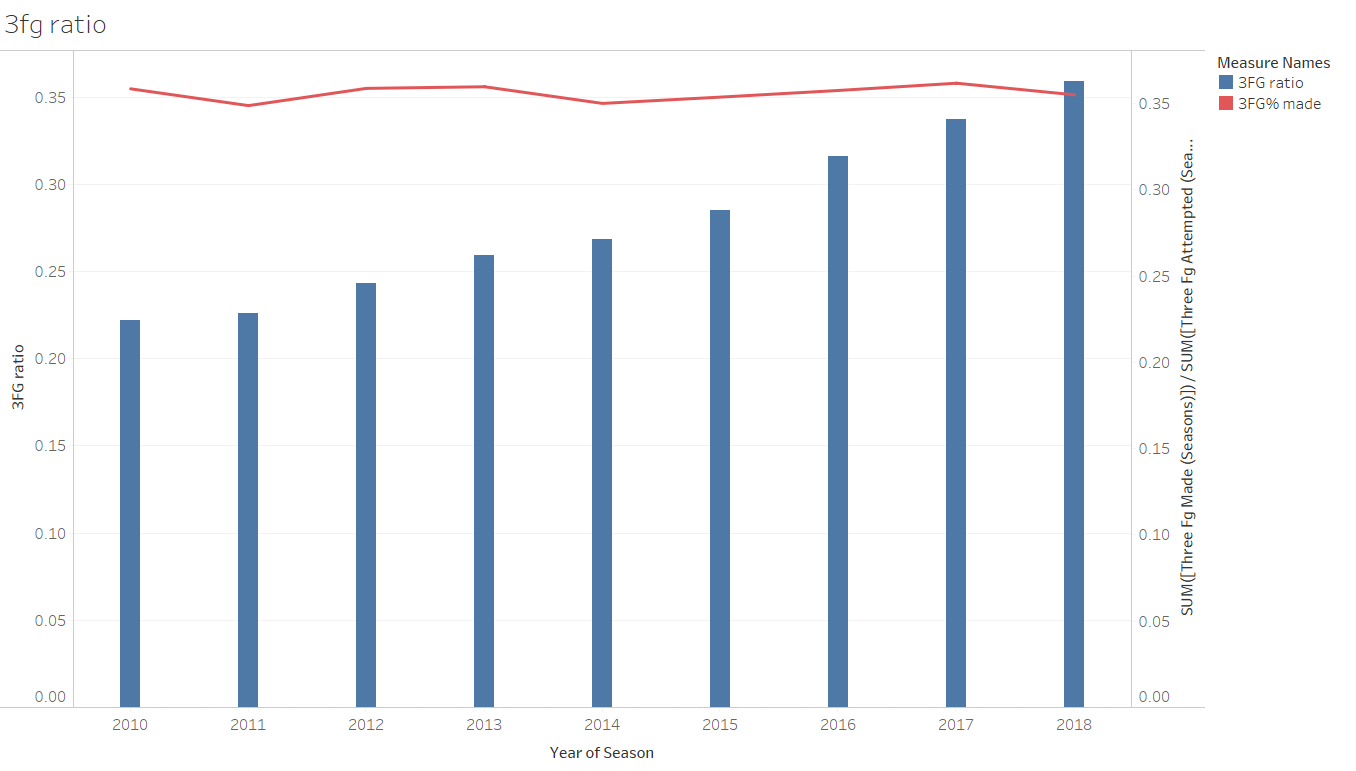 3fg ratio
Measure Names
3FG ratio
3FG% made
0.35
0.30
0.25
0.20
0.15
0.10
0.05
0.00
3FG ratio
0.35
0.30
0.25
0.20
0.15
0.10
0.05
0.00
SUM([Three Fg Made (Seasons)]) / SUM([Three Fg Attempted (Sea...
2010 2011 2012 2013 2014 2015 2016 2017 2018
Year of Season